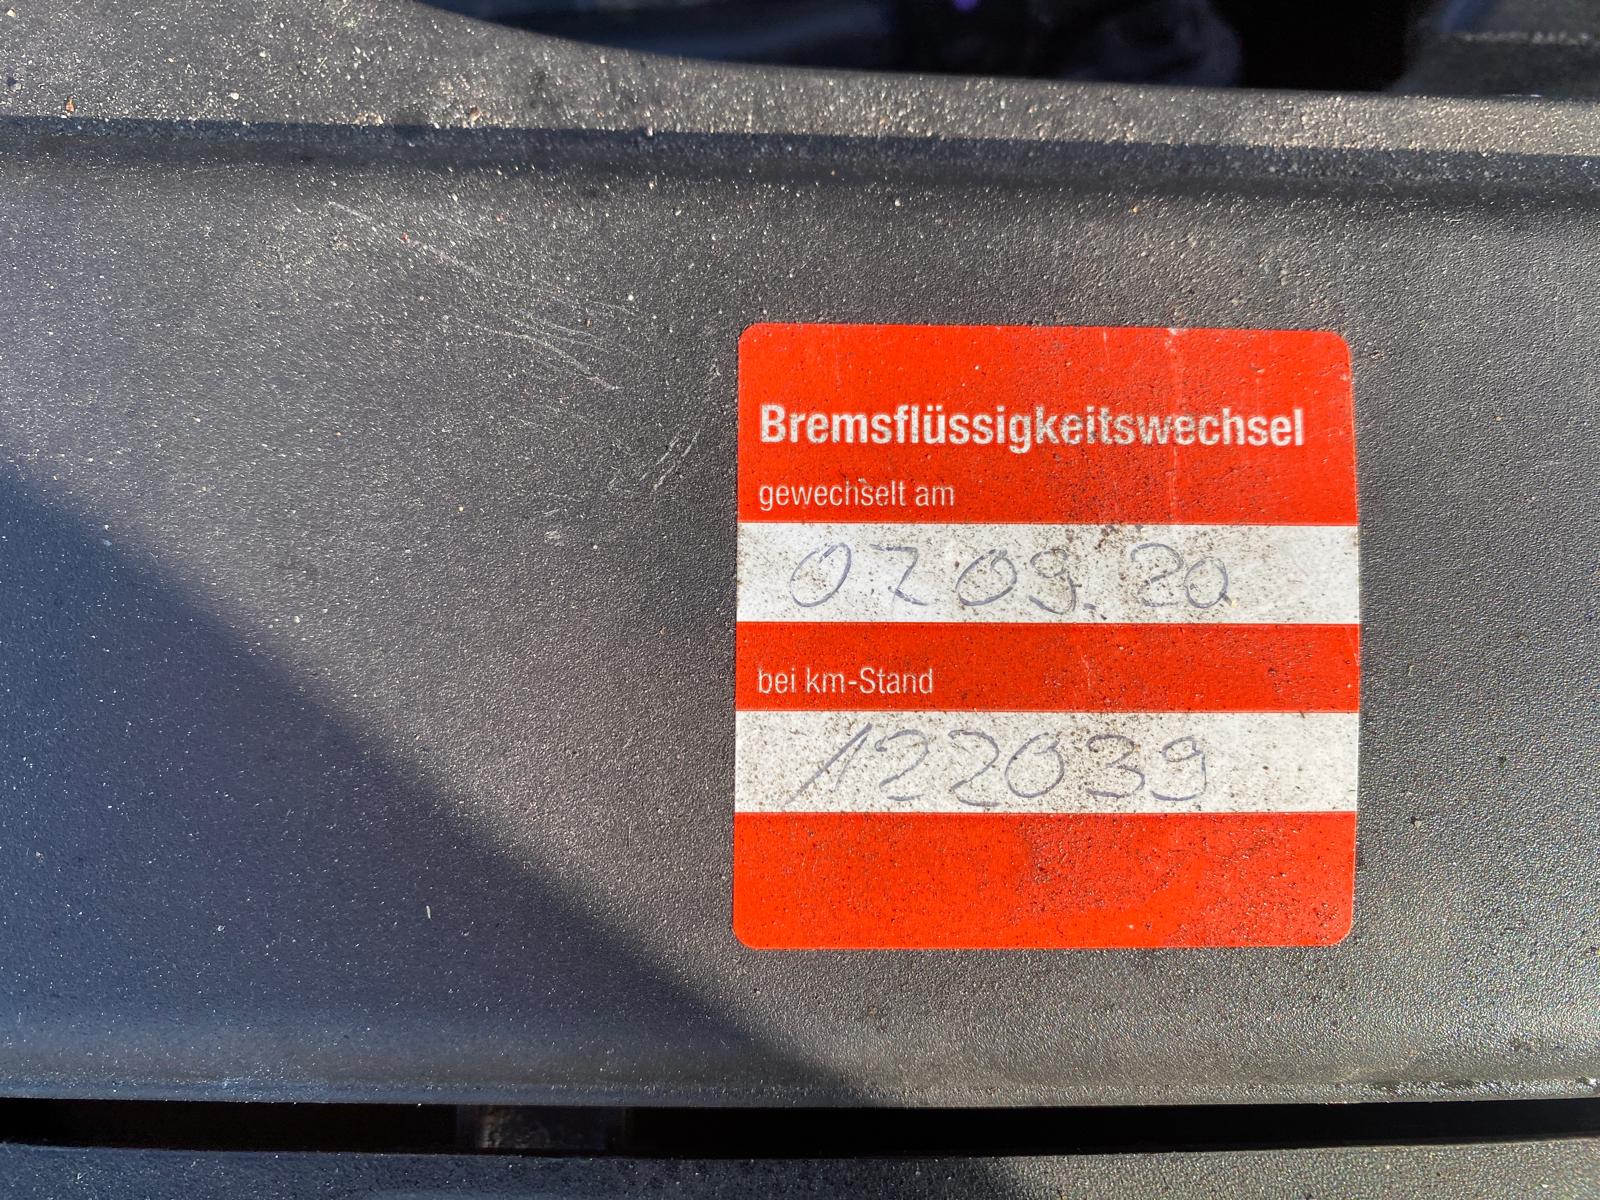 Bremsflüssigkeitswechsel
gewechselt am
07 09. 20
bei km-Stand
122039